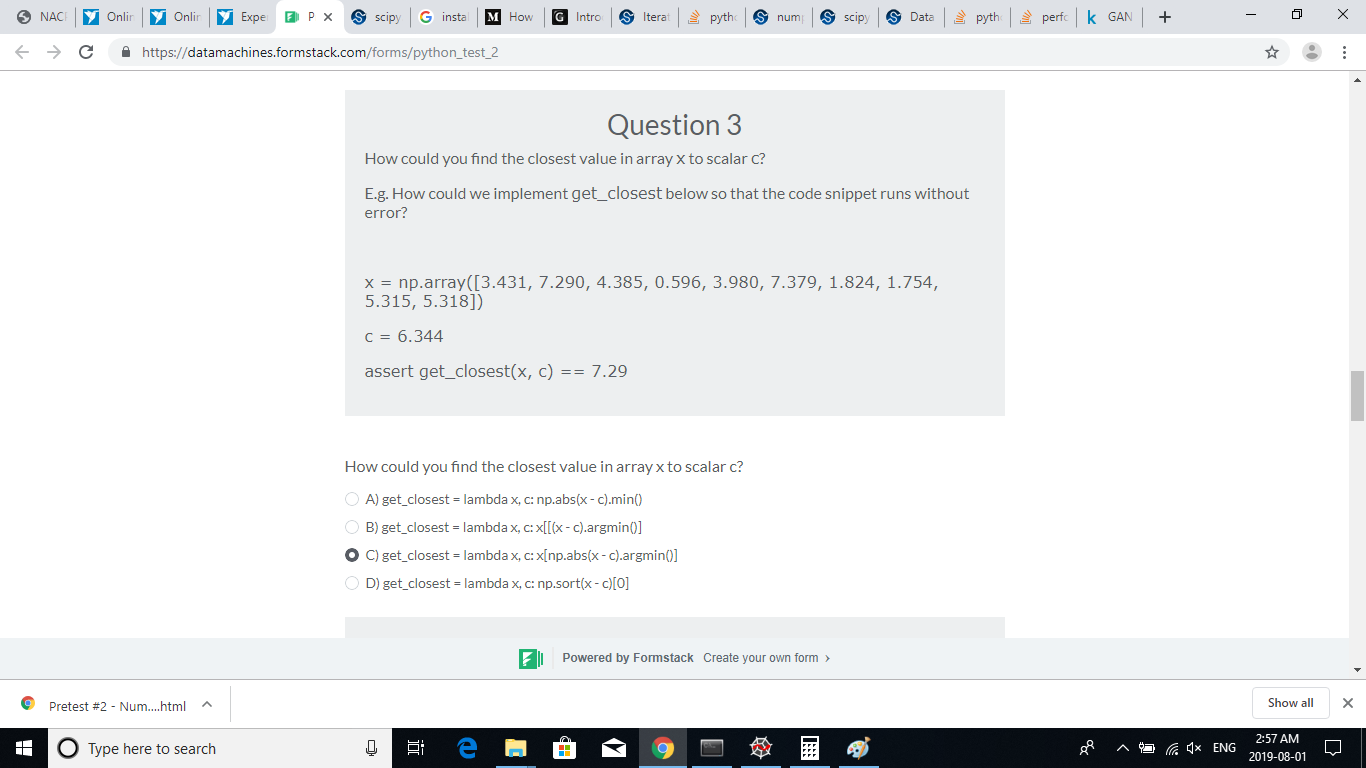 NACI
Onlin
Onlin
Expe
P
scipy
insta
How
Intro
Iterat
pytho
num
scipy
Data
pytho
perfo
GAN
https://datamachines.formstack.com/forms/python_test_2
Question 3
How could you find the closest value in array x to scalar c?
E.g. How could we implement get_closest below so that the code snippet runs without
error?
x = np.array([3.431, 7.290, 4.385, 0.596, 3.980, 7.379, 1.824, 1.754,
5.315, 5.318])
c = 6.344
assert get_closest(x, c) == 7.29
How could you find the closest value in array x to scalar c?
A) get_closest = lambda x, c: np.abs(x - c).min()
B) get_closest = lambda x, c: x[[(x - c).argmin()]
C) get_closest = lambda x, c: x[np.abs(x - c).argmin()]
D) get_closest = lambda x, c: np.sort(x - c)[0]
Powered by Formstack Create your own form ›
Pretest #2 - Num....html
Show all
Type here to search
ENG
2:57 AM
2019-08-01